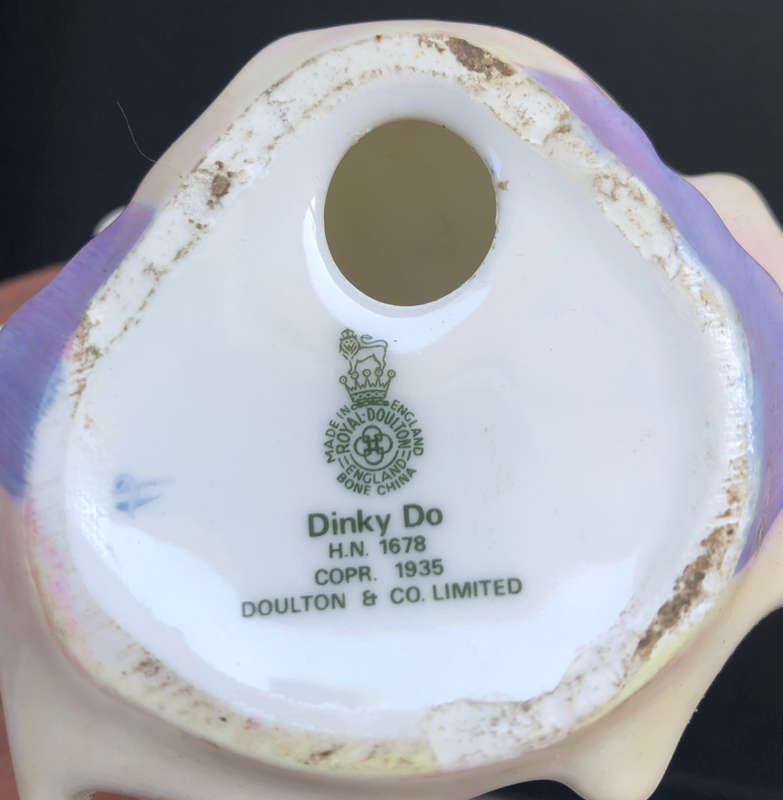 MADE IN ENGLAND
ROYAL·DOULTON
ENGLAND
BONE CHINA
Dinky Do
H.N. 1678
COPR. 1935
DOULTON & CO. LIMITED